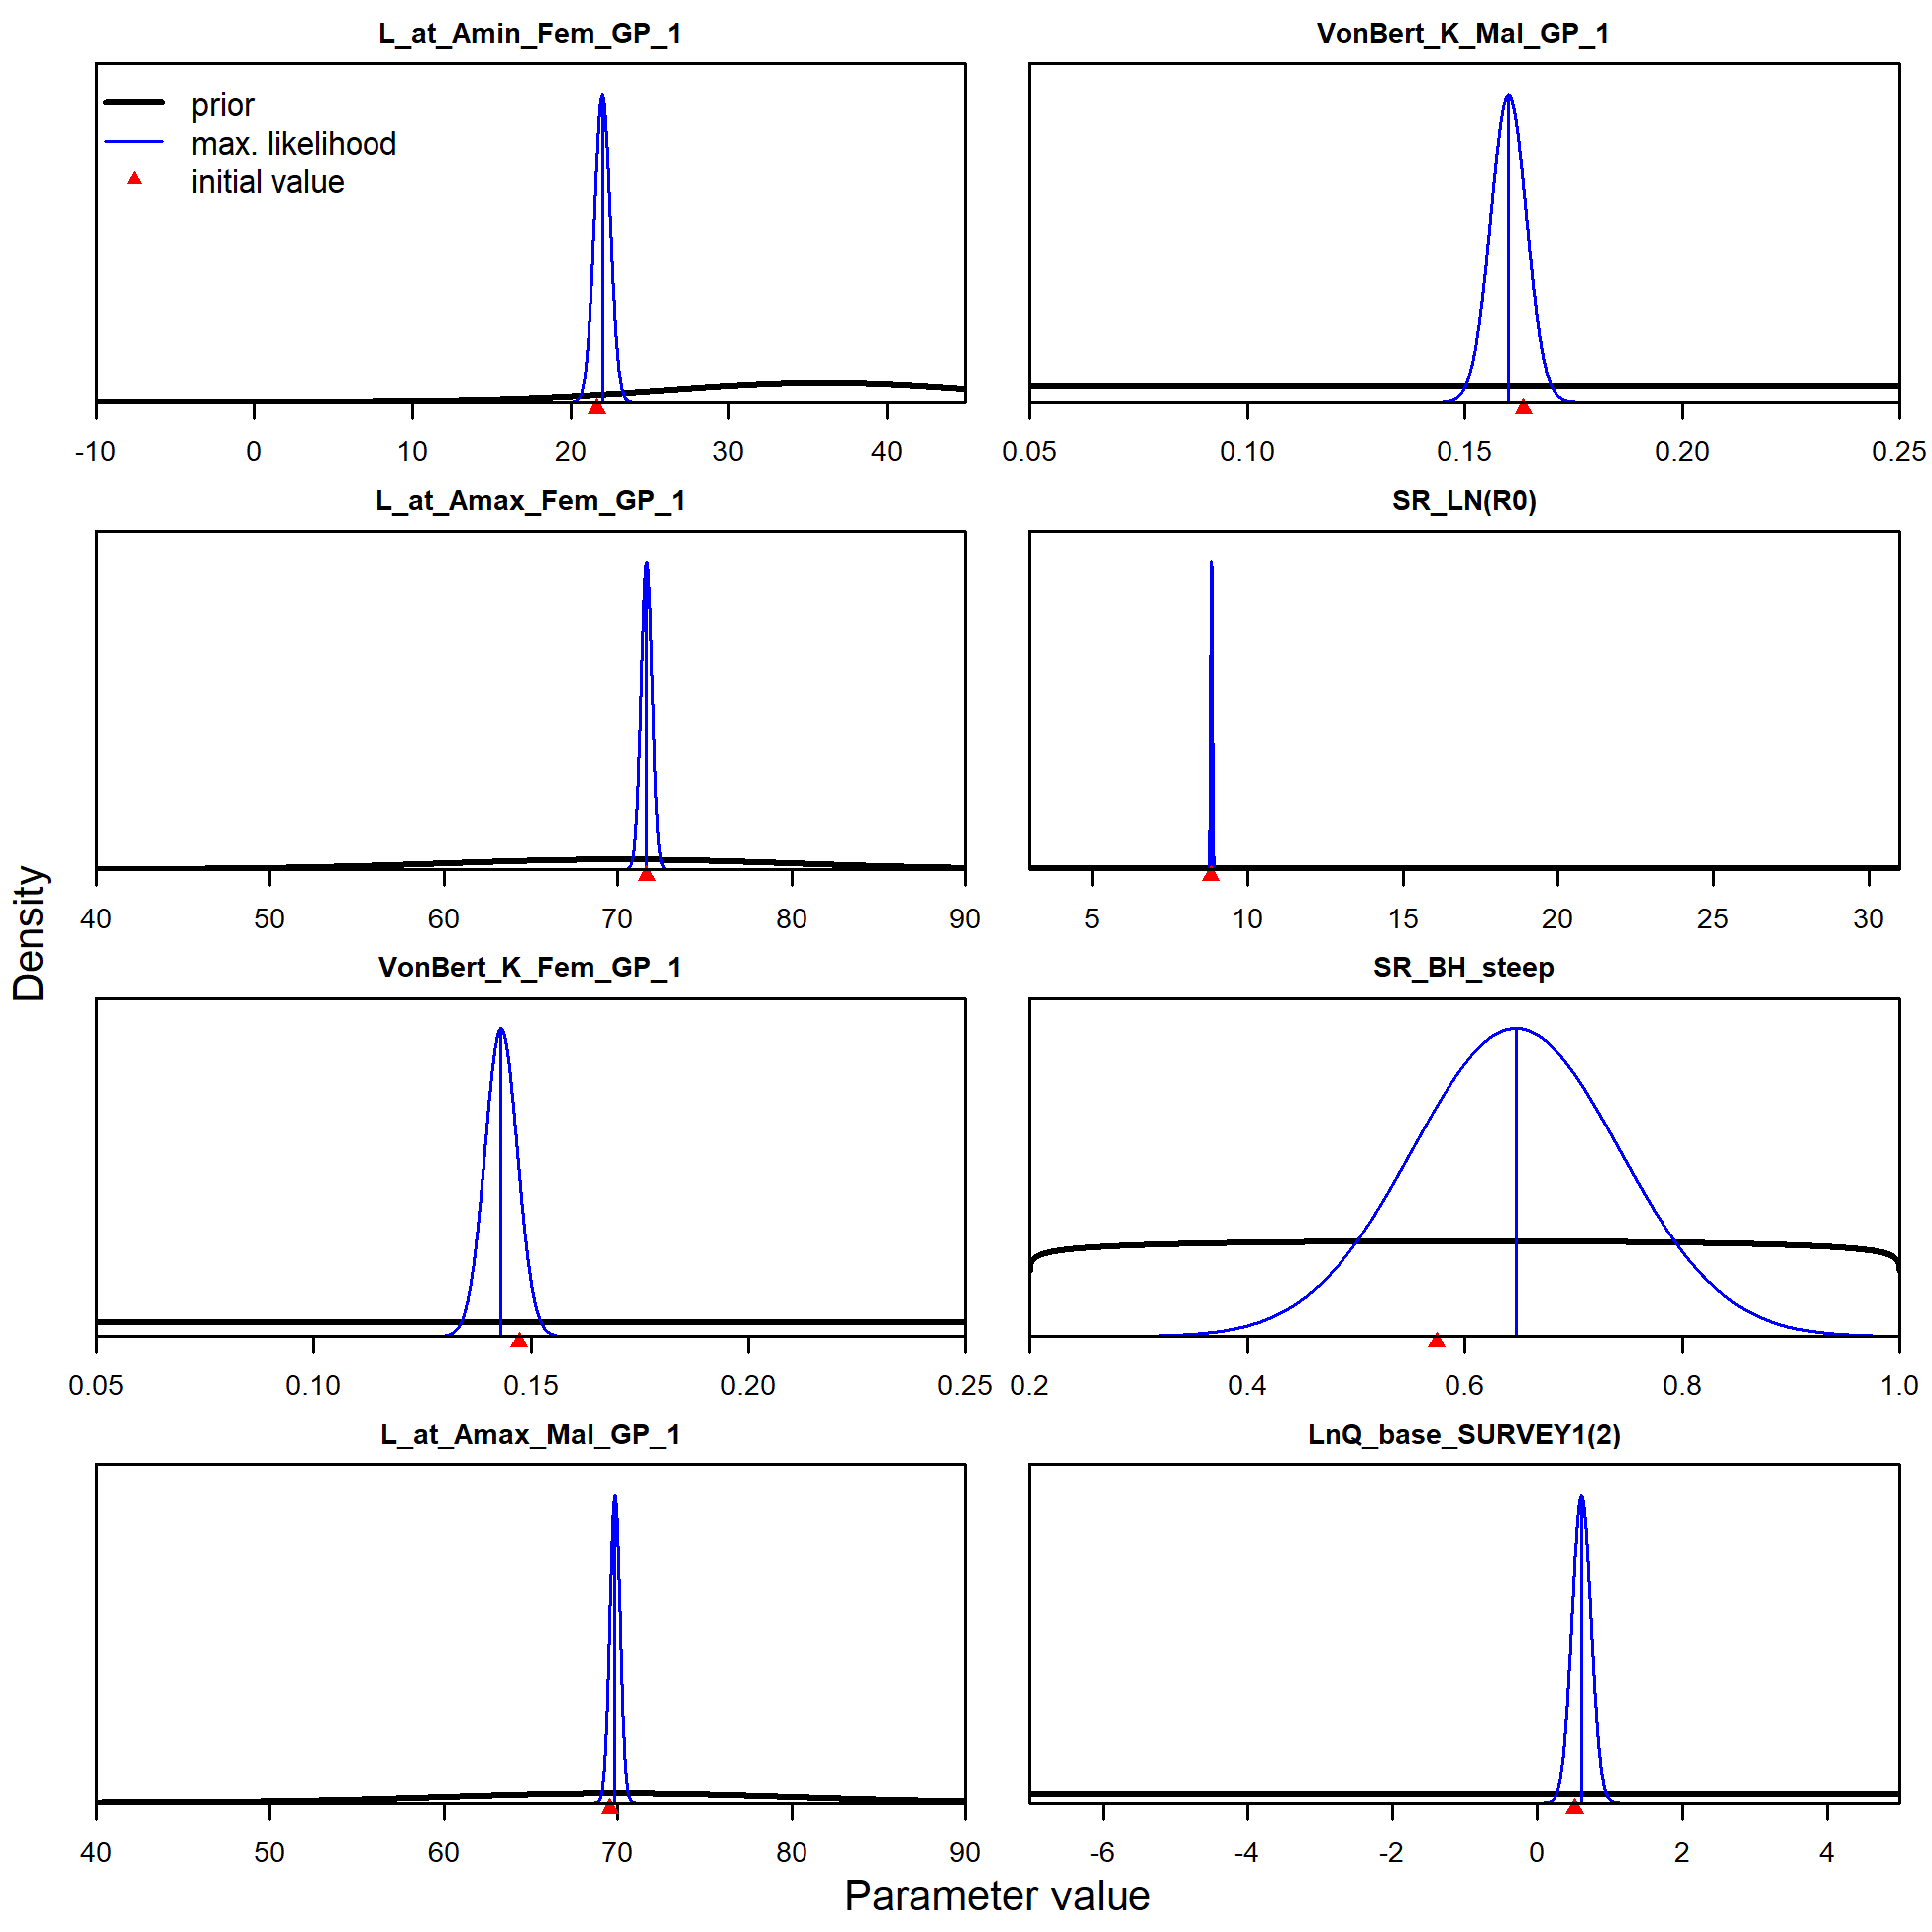 L_at_Amin_Fem_GP_1
prior
max. likelihood
initial value
-10 0 10 20 30 40
VonBert_K_Mal_GP_1
0.05 0.10 0.15 0.20 0.25
L_at_Amax_Fem_GP_1
40 50 60 70 80 90
SR_LN(R0)
5 10 15 20 25 30
VonBert_K_Fem_GP_1
0.05 0.10 0.15 0.20 0.25
SR_BH_steep
0.2 0.4 0.6 0.8 1.0
L_at_Amax_Mal_GP_1
40 50 60 70 80 90
LnQ_base_SURVEY1(2)
-6 -4 -2 0 2 4
Density
Parameter value